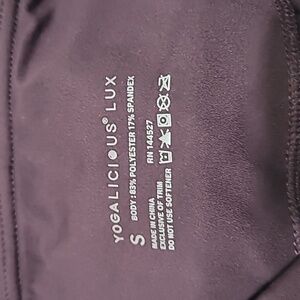 YOGALICIOUS® LUX
S
BODY: 83% POLYESTER 17% SPANDEX
RN 144527
MADE IN CHINA
EXCLUSIVE OF TRIM
DO NOT USE SOFTENER